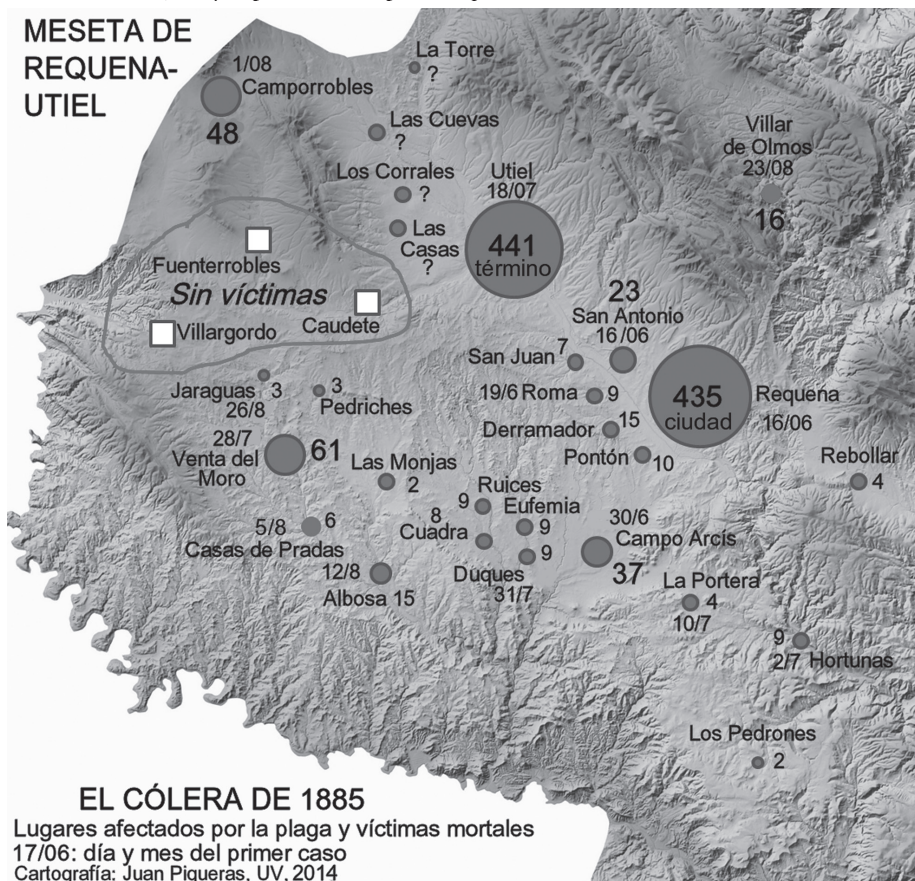 MESETA DE
REQUENA-
UTIEL
1/08
Camporrobles
48
La Torre
?
Las Cuevas
?
Los Corrales
?
Las
Casas
?
Utiel
18/07
441
término
Villar
de Olmos
23/08
16
Fuenterrobles
Sin víctimas
Villargordo
Caudete
23
San Antonio
16/06
San Juan 7
19/6 Roma 9
Derramador 15
Pontón 10
435
ciudad
Requena
16/06
Rebollar
4
Jaraguas 3
26/8
3
Pedriches
28/7
Venta del
Moro
61
Las Monjas
2
Ruices
9
Eufemia
9
8
Cuadra
9
Duques
31/7
5/8 6
Casas de Pradas
12/8
Albosa 15
30/6
Campo Arcís
37
La Portera
4
10/7
9
2/7 Hortunas
Los Pedrones
2
EL CÓLERA DE 1885
Lugares afectados por la plaga y víctimas mortales
17/06: día y mes del primer caso
Cartografía: Juan Piqueras, UV, 2014